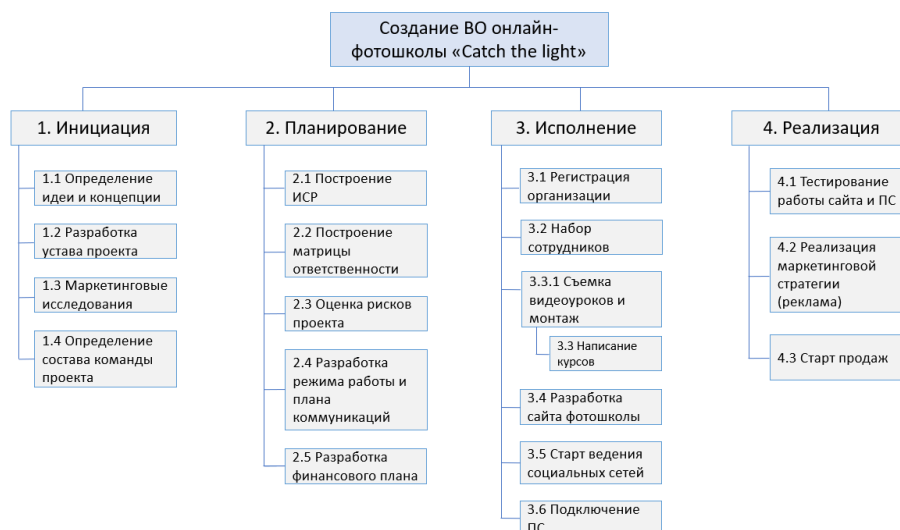 Создание ВО онлайн-
фотошколы «Catch the light»
1. Инициация
1.1 Определение
идеи и концепции
1.2 Разработка
устава проекта
1.3 Маркетинговые
исследования
1.4 Определение
состава команды
проекта
2. Планирование
2.1 Построение
ИСР
2.2 Построение
матрицы
ответственности
2.3 Оценка рисков
проекта
2.4 Разработка
режима работы и
плана
коммуникаций
2.5 Разработка
финансового плана
3. Исполнение
3.1 Регистрация
организации
3.2 Набор
сотрудников
3.3.1 Съемка
видеоуроков и
монтаж
3.3 Написание
курсов
3.4 Разработка
сайта фотошколы
3.5 Старт ведения
социальных сетей
3.6 Подключение
ПС
4. Реализация
4.1 Тестирование
работы сайта и ПС
4.2 Реализация
маркетинговой
стратегии
(реклама)
4.3 Старт продаж